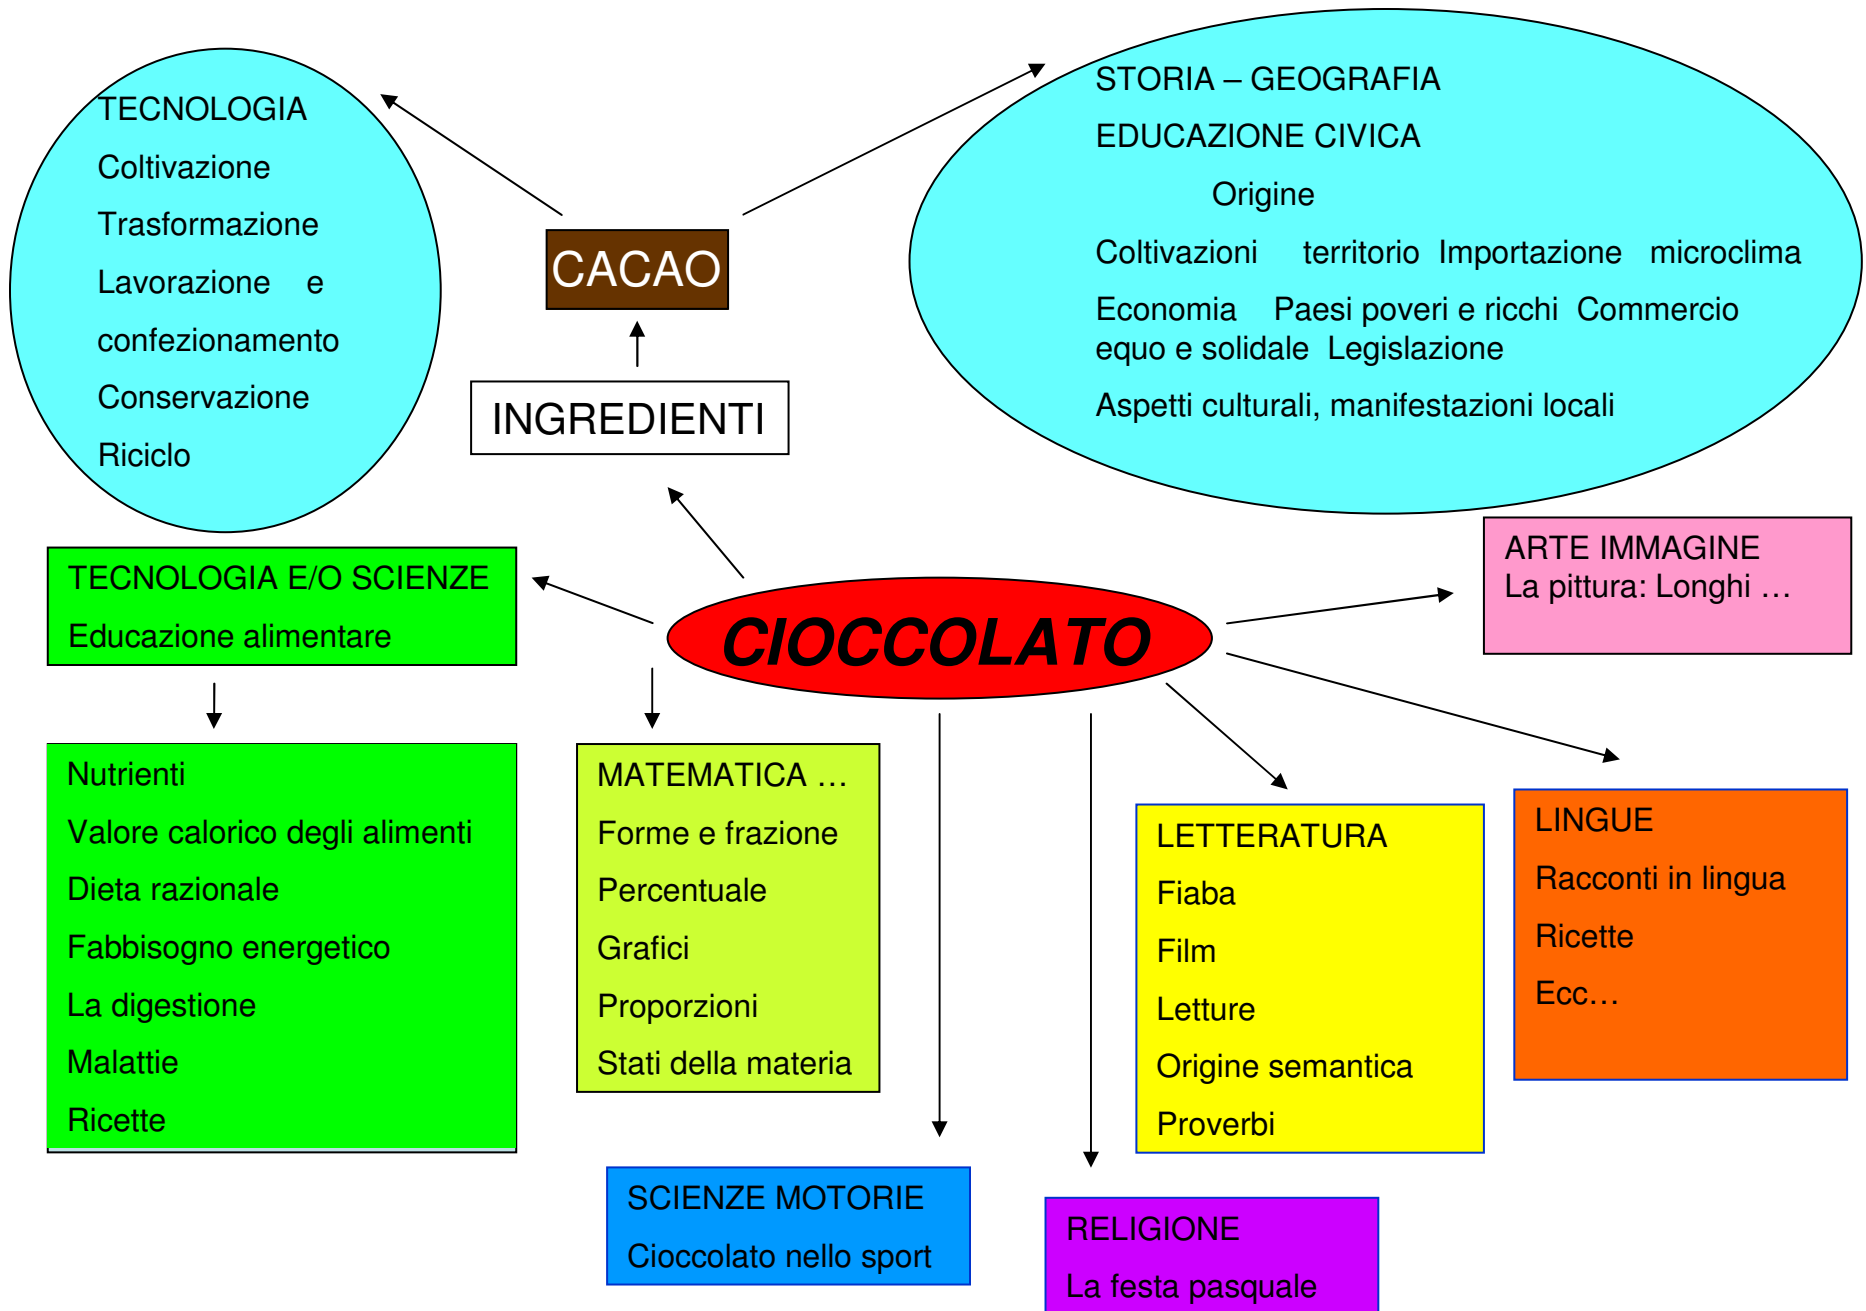 TECNOLOGIA
Coltivazione
Trasformazione
Lavorazione e
confezionamento
Conservazione
Riciclo
STORIA – GEOGRAFIA
EDUCAZIONE CIVICA
Origine
Coltivazioni territorio Importazione microclima
Economia Paesi poveri e ricchi Commercio
equo e solidale Legislazione
Aspetti culturali, manifestazioni locali
CACAO
INGREDIENTI
TECNOLOGIA E/O SCIENZE
Educazione alimentare
CIOCCOLATO
ARTE IMMAGINE
La pittura: Longhi …
Nutrienti
Valore calorico degli alimenti
Dieta razionale
Fabbisogno energetico
La digestione
Malattie
Ricette
MATEMATICA …
Forme e frazione
Percentuale
Grafici
Proporzioni
Stati della materia
LETTERATURA
Fiaba
Film
Letture
Origine semantica
Proverbi
LINGUE
Racconti in lingua
Ricette
Ecc…
SCIENZE MOTORIE
Cioccolato nello sport
RELIGIONE
La festa pasquale